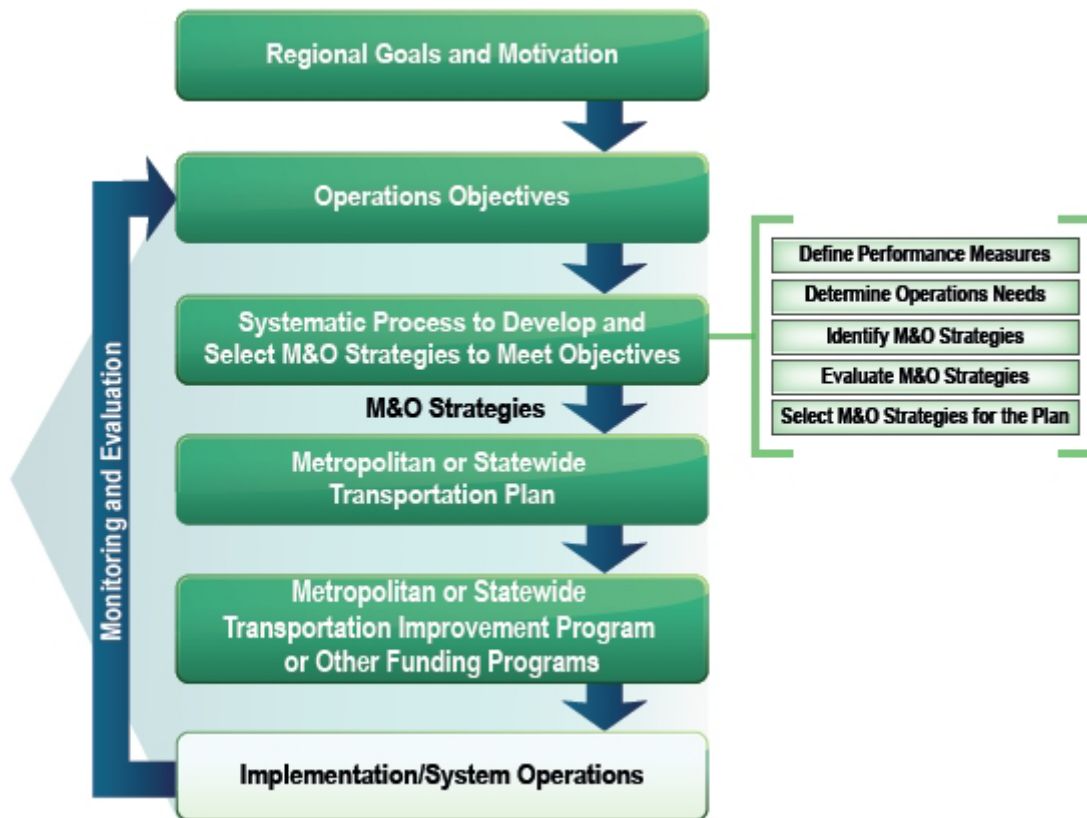 Regional Goals and Motivation
Operations Objectives
Systematic Process to Develop and
Select M&O Strategies to Meet Objectives
Define Performance Measures
Determine Operations Needs
Identify M&O Strategies
Evaluate M&O Strategies
Select M&O Strategies for the Plan
M&O Strategies
Metropolitan or Statewide
Transportation Plan
Metropolitan or Statewide
Transportation Improvement Program
or Other Funding Programs
Implementation/System Operations
Monitoring and Evaluation